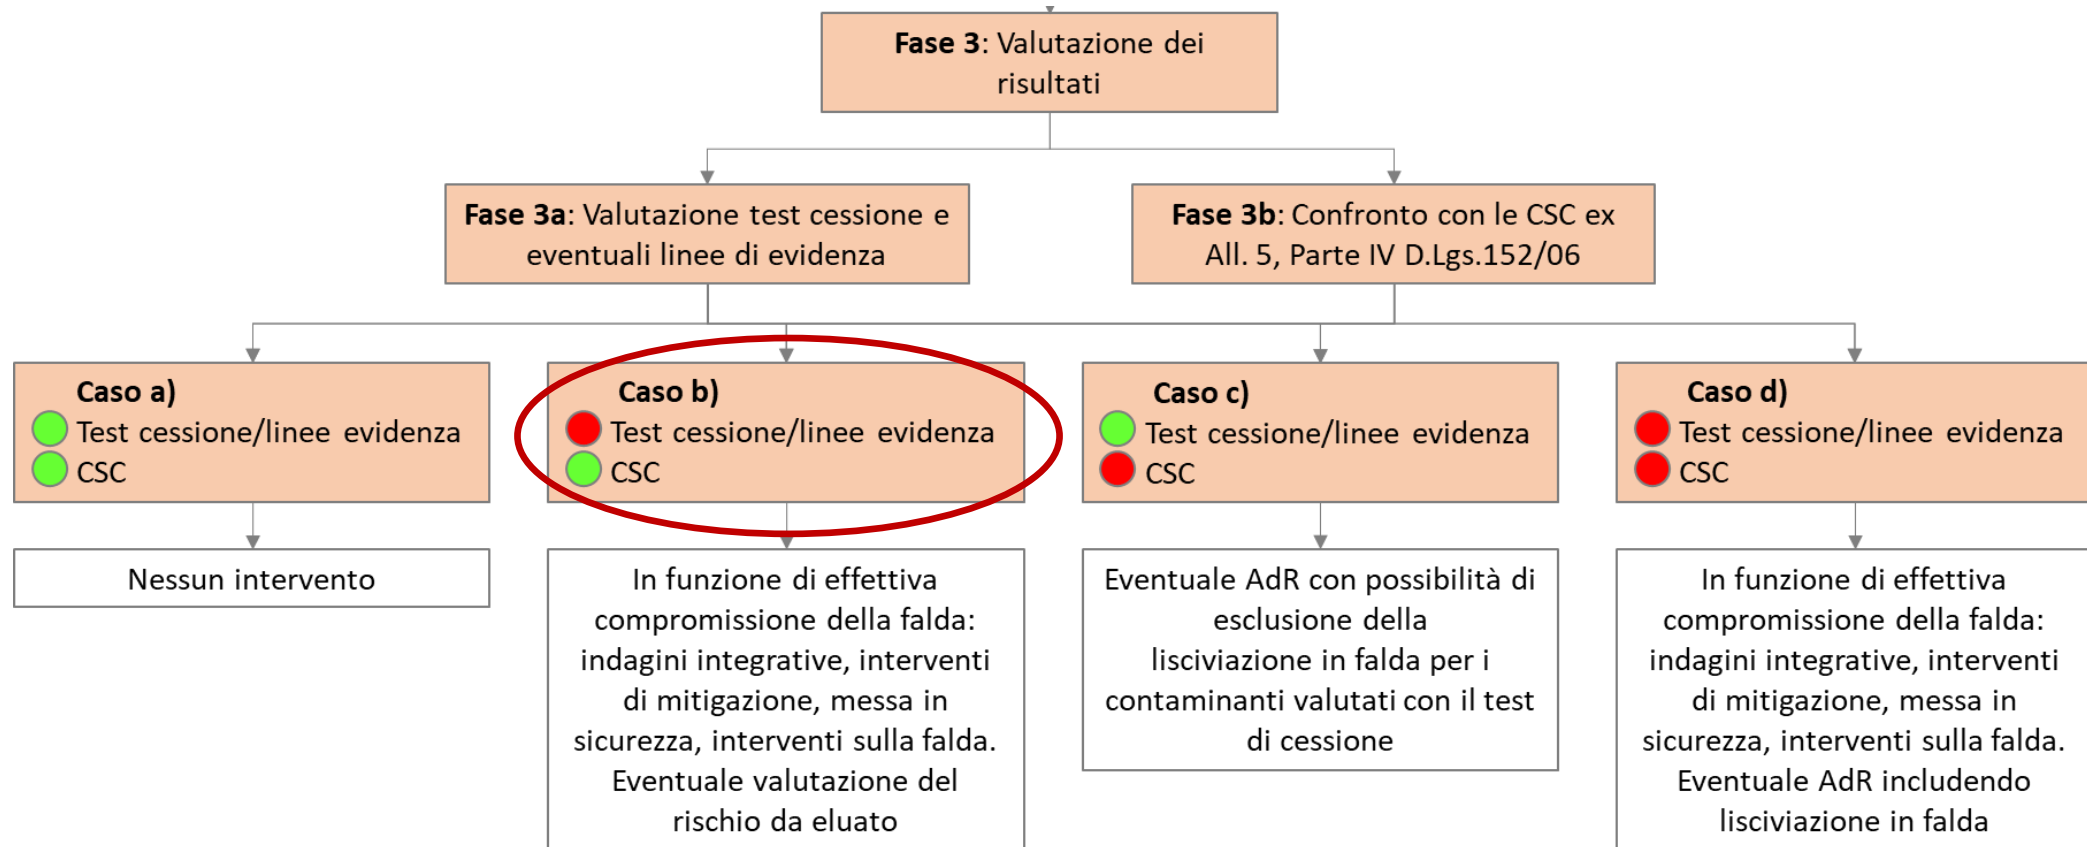 Fase 3: Valutazione dei
risultati
Fase 3a: Valutazione test cessione e
eventuali linee di evidenza
Fase 3b: Confronto con le CSC ex
All. 5, Parte IV D.Lgs.152/06
Caso a)
Test cessione/linee evidenza
CSC
Caso b)
Test cessione/linee evidenza
CSC
Caso c)
Test cessione/linee evidenza
CSC
Caso d)
Test cessione/linee evidenza
CSC
Nessun intervento
In funzione di effettiva
compromissione della falda:
indagini integrative, interventi
di mitigazione, messa in
sicurezza, interventi sulla falda.
Eventuale valutazione del
rischio da eluato
Eventuale AdR con possibilità di
esclusione della
lisciviazione in falda per i
contaminanti valutati con il test
di cessione
In funzione di effettiva
compromissione della falda:
indagini integrative, interventi
di mitigazione, messa in
sicurezza, interventi sulla falda.
Eventuale AdR includendo
lisciviazione in falda